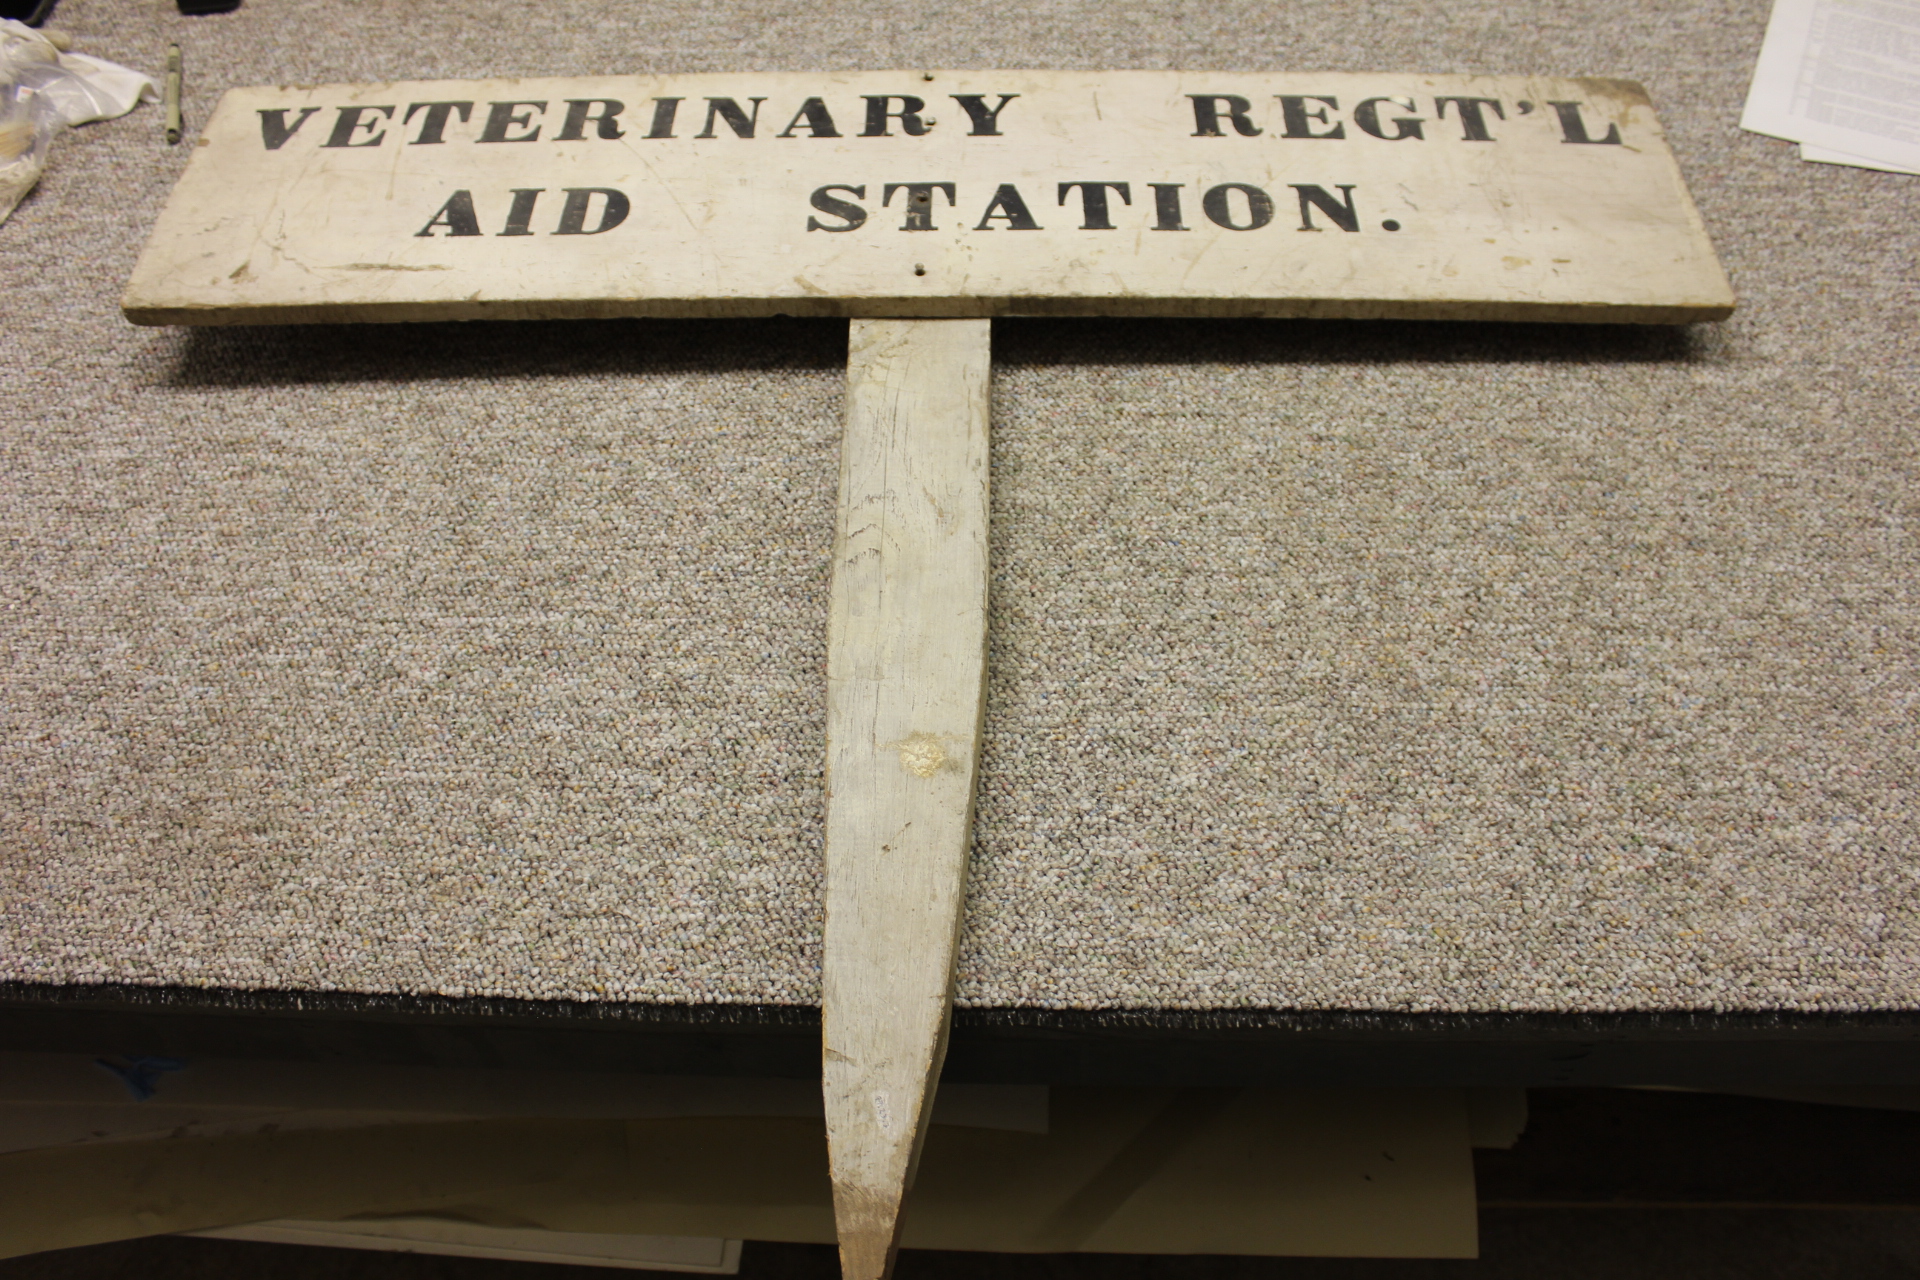 VETERINARY REGT'L
AID STATION.